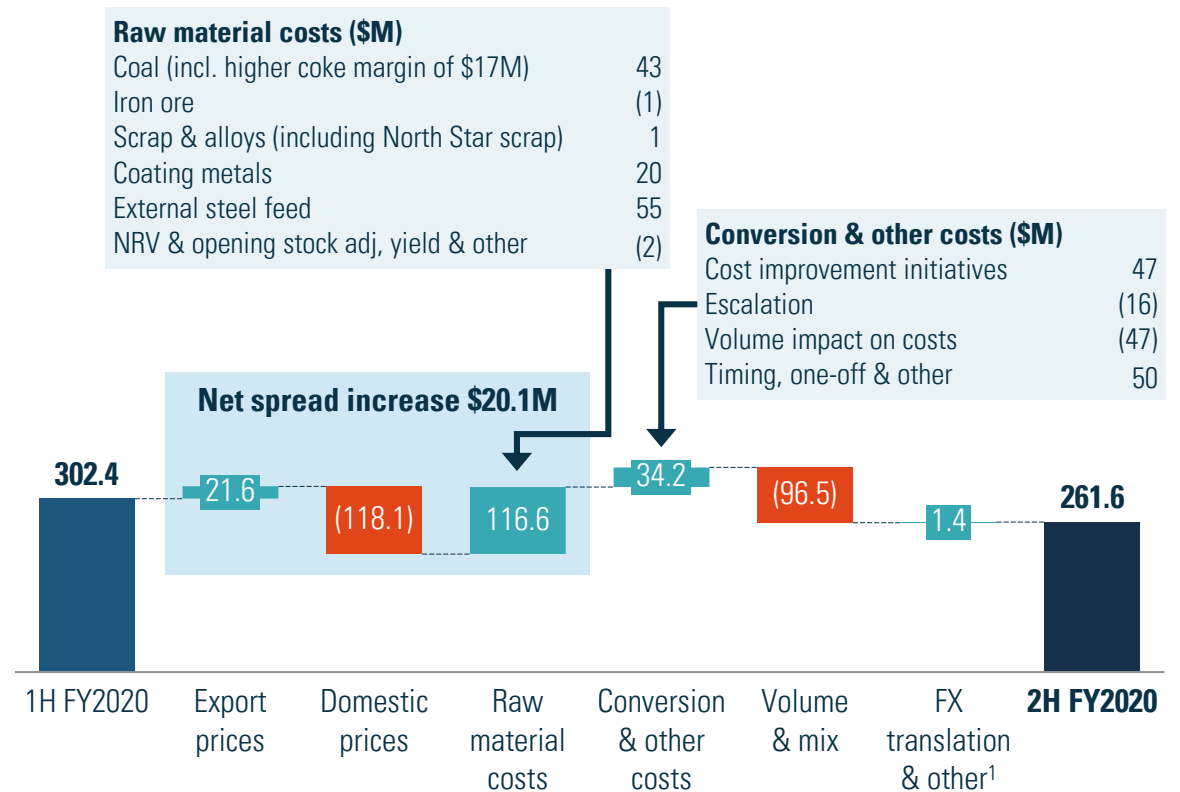 Raw material costs ($M)
Coal (incl. higher coke margin of $17M) 43
Iron ore (1)
Scrap & alloys (including North Star scrap) 1
Coating metals 20
External steel feed 55
NRV & opening stock adj, yield & other (2)
Conversion & other costs ($M)
Cost improvement initiatives 47
Escalation (16)
Volume impact on costs (47)
Timing, one-off & other 50
Net spread increase $20.1M
302.4
21.6
(118.1)
116.6
34.2
(96.5)
1.4
261.6
1H FY2020
Export
prices
Domestic
prices
Raw
material
costs
Conversion
& other
costs
Volume
& mix
FX
translation
& other¹
2H FY2020